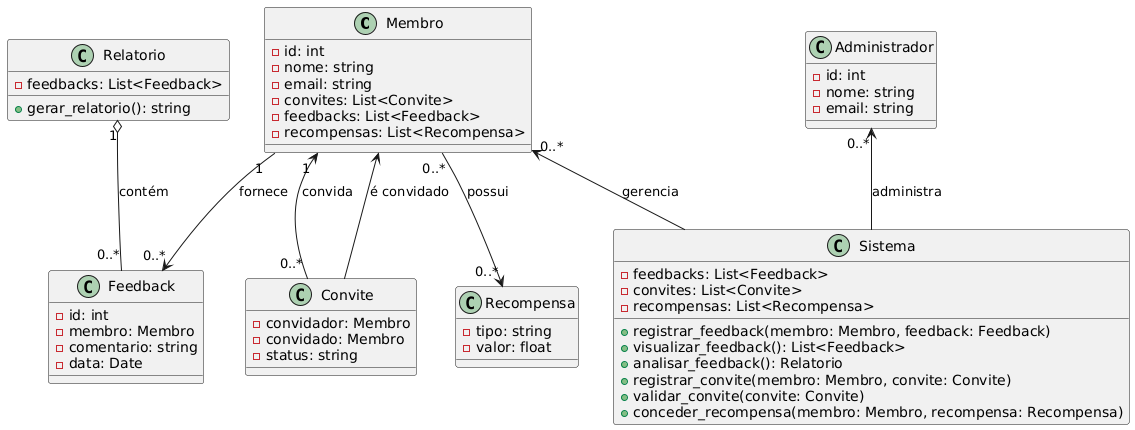 C Relatorio
feedbacks: List<Feedback>
gerar_relatorio(): string
C Membro
id: int
nome: string
email: string
convites: List<Convite>
feedbacks: List<Feedback>
recompensas: List<Recompensa>
C Administrador
id: int
nome: string
email: string
1
contém
0..*
1
fornece
0..*
1
convida
0..*
é convidado
0..*
possui
0..*
0..*
gerencia
0..*
administra
C Feedback
id: int
membro: Membro
comentario: string
data: Date
C Convite
convidador: Membro
convidado: Membro
status: string
C Recompensa
tipo: string
valor: float
C Sistema
feedbacks: List<Feedback>
convites: List<Convite>
recompensas: List<Recompensa>
registrar_feedback(membro: Membro, feedback: Feedback)
visualizar_feedback(): List<Feedback>
analisar_feedback(): Relatorio
registrar_convite(membro: Membro, convite: Convite)
validar_convite(convite: Convite)
conceder_recompensa(membro: Membro, recompensa: Recompensa)